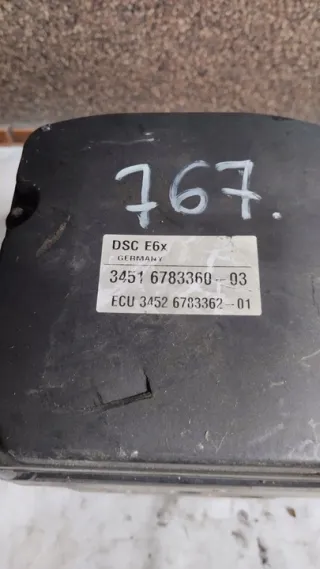 767.
DSC E6x
GERMANY
3451 6783360-03
ECU 3452 6783362-01